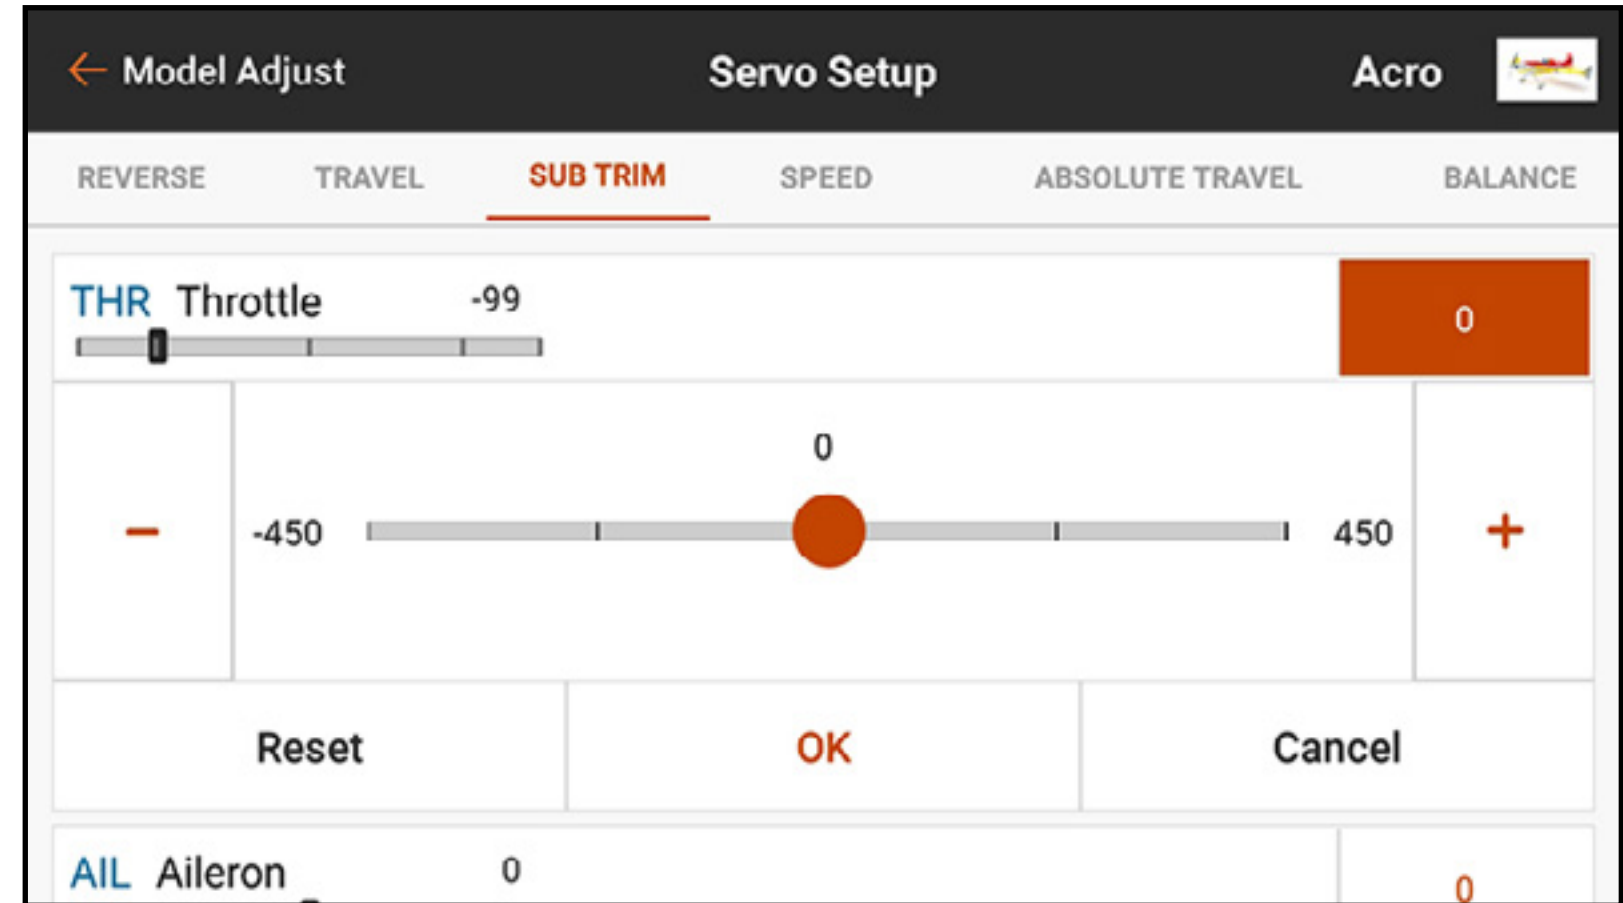 ← Model Adjust Servo Setup Acro
REVERSE TRAVEL SUB TRIM SPEED ABSOLUTE TRAVEL BALANCE
THR Throttle -99 0
0
− -450 450 +
Reset OK Cancel
AIL Aileron 0 0